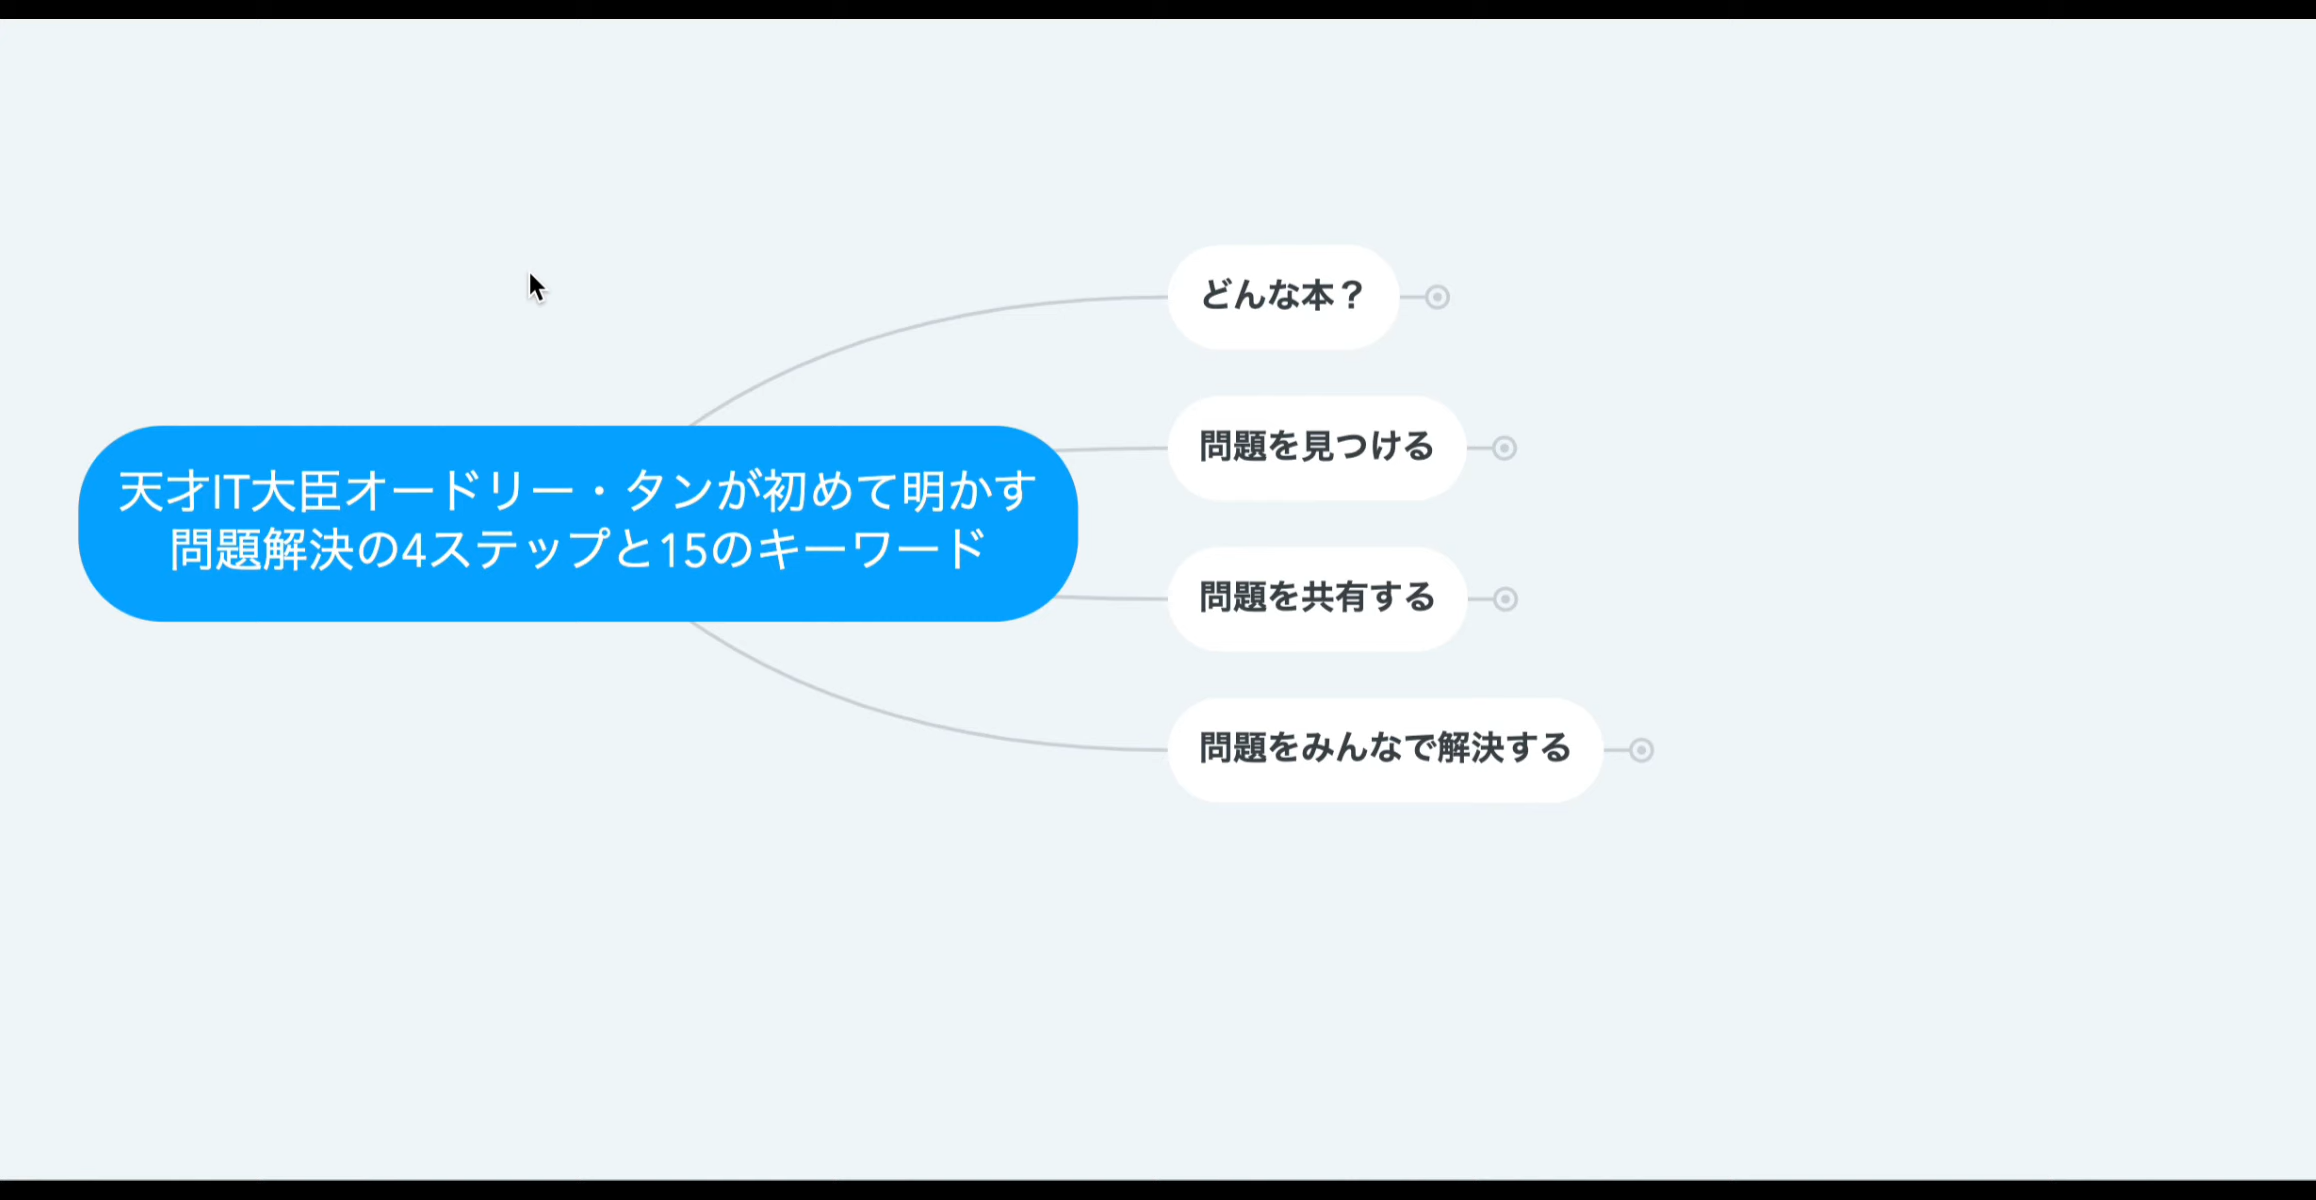 天才IT大臣オードリー・タンが初めて明かす
問題解決の4ステップと15のキーワード
どんな本？
問題を見つける
問題を共有する
問題をみんなで解決する